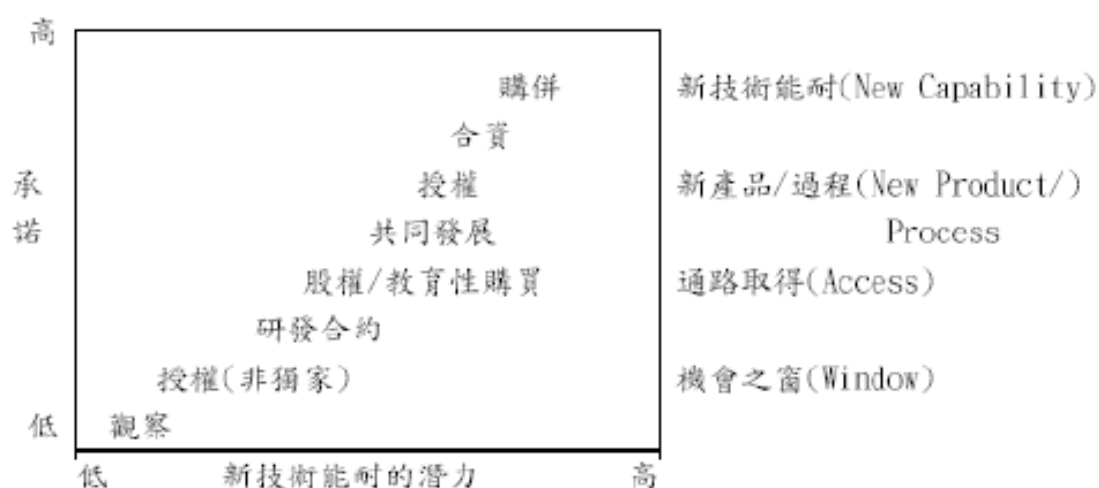 高
購併 新技術能耐(New Capability)
合資
承 授權 新產品/過程(New Product/)
諾 共同發展 Process
股權/教育性購買 通路取得(Access)
研發合約
授權(非獨家) 機會之窗(Window)
低 觀察
低 新技術能耐的潛力 高